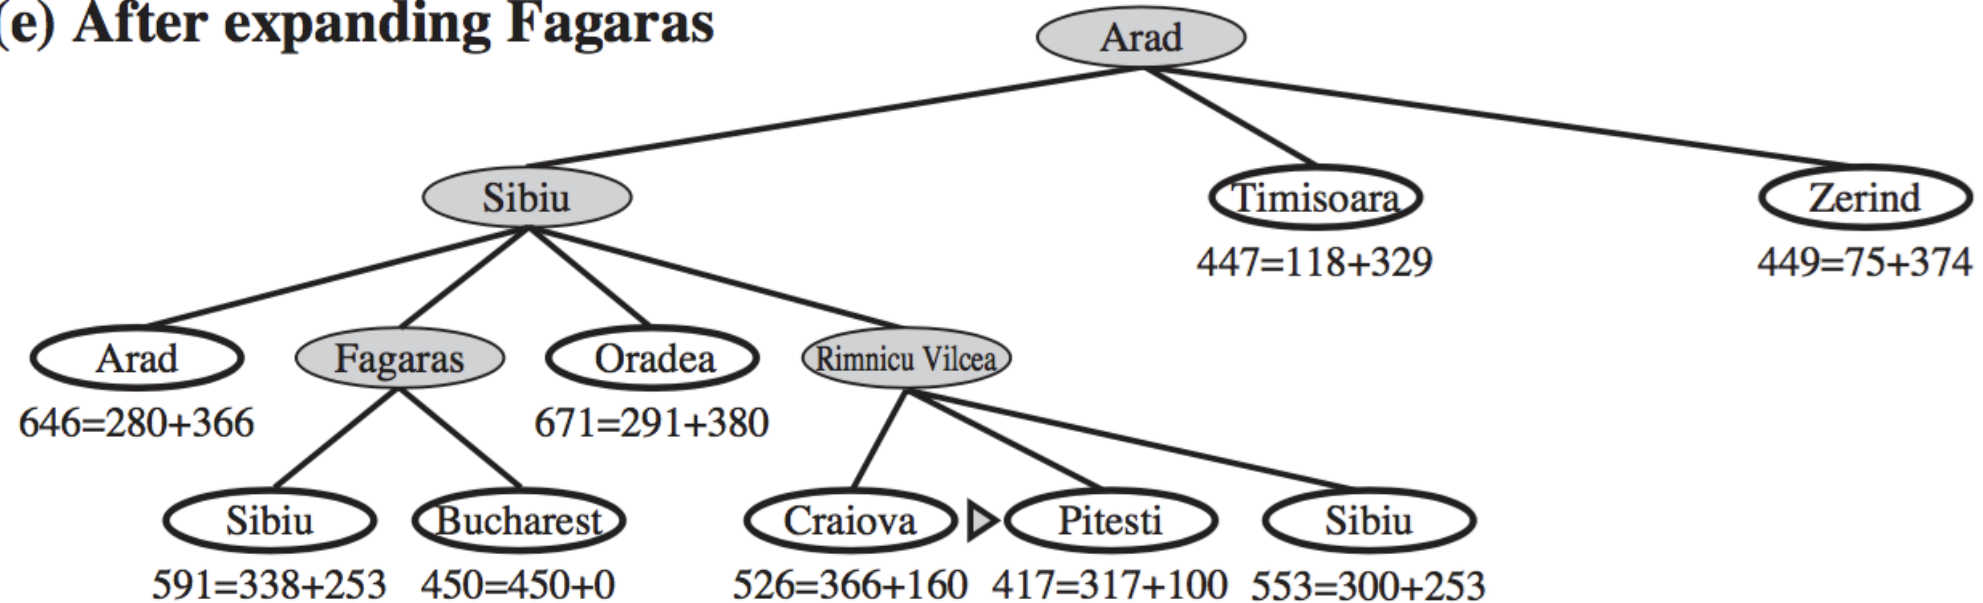 (e) After expanding Fagaras
Arad
Sibiu
Timisoara
Zerind
447=118+329
449=75+374
Arad
Fagaras
Oradea
Rimnicu Vilcea
646=280+366
671=291+380
Sibiu
Bucharest
Craiova
Pitesti
Sibiu
591=338+253
450=450+0
526=366+160
417=317+100
553=300+253